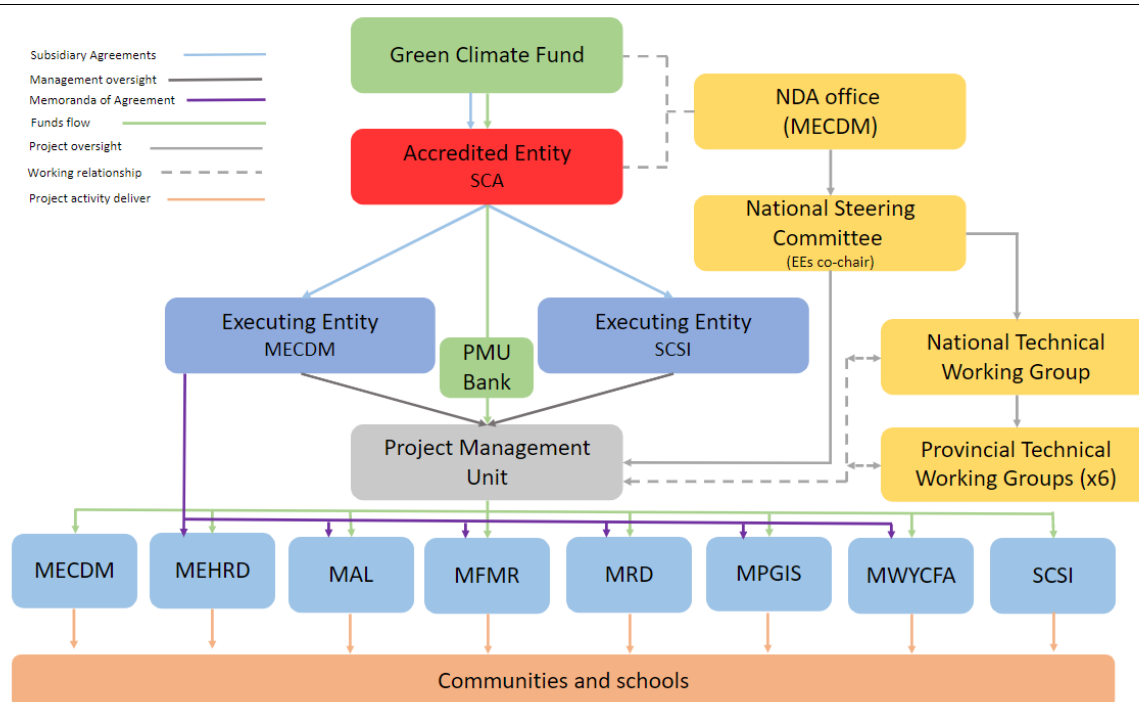 Subsidiary Agreements
Management oversight
Memoranda of Agreement
Funds flow
Project oversight
Working relationship
Project activity deliver
Green Climate Fund
Accredited Entity
SCA
NDA office
(MECDM)
National Steering
Committee
(EEs co-chair)
Executing Entity
MECDM
PMU
Bank
Executing Entity
SCSI
National Technical
Working Group
Project Management
Unit
Provincial Technical
Working Groups (x6)
MECDM
MEHRD
MAL
MFMR
MRD
MPGIS
MWYCFA
SCSI
Communities and schools